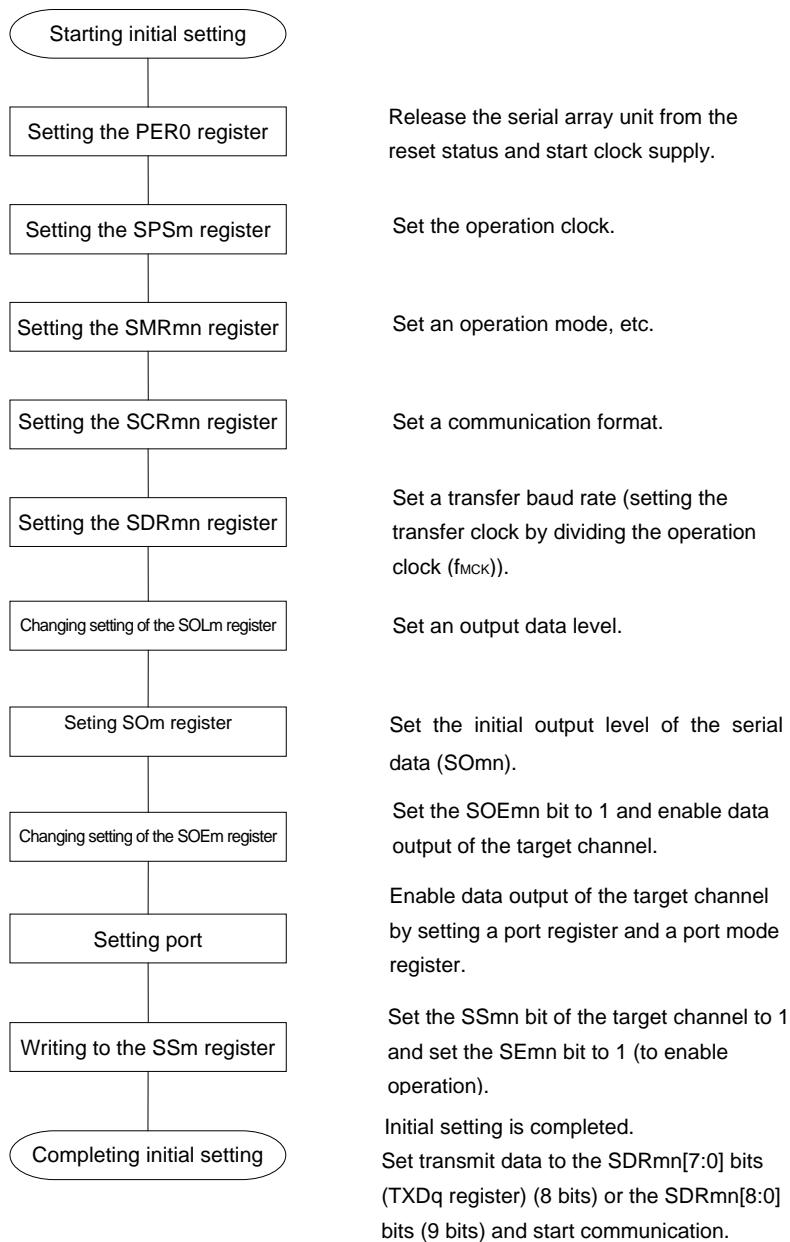 Starting initial setting
Setting the PER0 register
Release the serial array unit from the
reset status and start clock supply.
Setting the SPSm register
Set the operation clock.
Setting the SMRmn register
Set an operation mode, etc.
Setting the SCRmn register
Set a communication format.
Setting the SDRmn register
Set a transfer baud rate (setting the
transfer clock by dividing the operation
clock (fMCK)).
Changing setting of the SOLm register
Set an output data level.
Seting SOm register
Set the initial output level of the serial
data (SOmn).
Changing setting of the SOEm register
Set the SOEmn bit to 1 and enable data
output of the target channel.
Setting port
Enable data output of the target channel
by setting a port register and a port mode
register.
Writing to the SSm register
Set the SSmn bit of the target channel to 1
and set the SEmn bit to 1 (to enable
operation).
Completing initial setting
Initial setting is completed.
Set transmit data to the SDRmn[7:0] bits
(TXDq register) (8 bits) or the SDRmn[8:0]
bits (9 bits) and start communication.